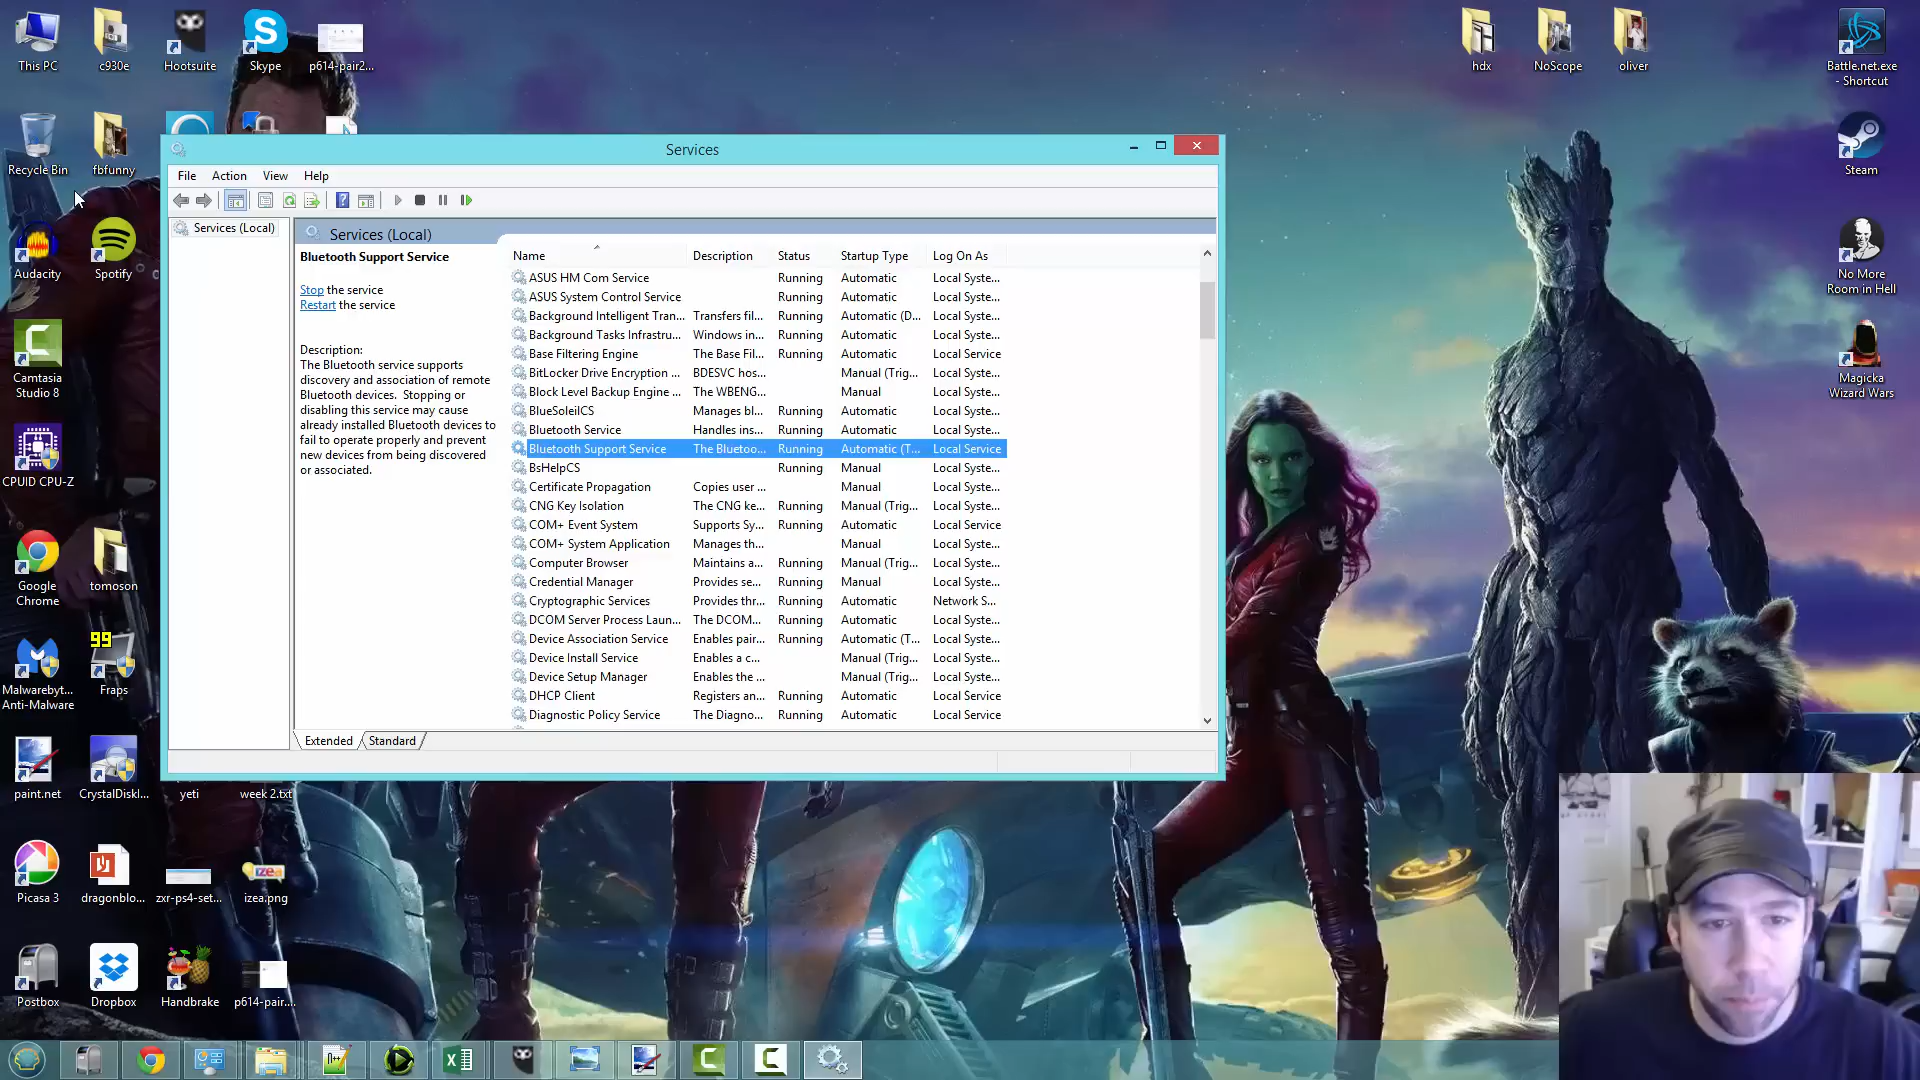 This PC
c930e
Hootsuite
Skype
p614-pair2...
hdx
NoScope
oliver
Battle.net.exe
- Shortcut
Recycle Bin
fbfunny
Steam
Audacity
Spotify
No More
Room in Hell
Camtasia
Studio 8
Magicka
Wizard Wars
CPUID CPU-Z
Google
Chrome
tomoson
99
Malwarebyt...
Anti-Malware
Fraps
paint.net
CrystalDiskI...
yeti
week 2.txt
Picasa 3
dragonblo...
zxr-ps4-set...
izea
izea.png
Postbox
Dropbox
Handbrake
p614-pair....
Services
File Action View Help
Services (Local)
Services (Local)
Bluetooth Support Service
Stop the service
Restart the service
Description:
The Bluetooth service supports
discovery and association of remote
Bluetooth devices. Stopping or
disabling this service may cause
already installed Bluetooth devices to
fail to operate properly and prevent
new devices from being discovered
or associated.
Name Description Status Startup Type Log On As
ASUS HM Com Service Running Automatic Local Syste...
ASUS System Control Service Running Automatic Local Syste...
Background Intelligent Tran... Transfers fil... Running Automatic (D... Local Syste...
Background Tasks Infrastru... Windows in... Running Automatic Local Syste...
Base Filtering Engine The Base Fil... Running Automatic Local Service
BitLocker Drive Encryption ... BDESVC hos... Manual (Trig... Local Syste...
Block Level Backup Engine ... The WBENG... Manual Local Syste...
BlueSoleilCS Manages bl... Running Automatic Local Syste...
Bluetooth Service Handles ins... Running Automatic Local Syste...
Bluetooth Support Service The Bluetoo... Running Automatic (T... Local Service
BsHelpCS Running Manual Local Syste...
Certificate Propagation Copies user ... Manual Local Syste...
CNG Key Isolation The CNG ke... Running Manual (Trig... Local Syste...
COM+ Event System Supports Sy... Running Automatic Local Service
COM+ System Application Manages th... Manual Local Syste...
Computer Browser Maintains a... Running Manual (Trig... Local Syste...
Credential Manager Provides se... Running Manual Local Syste...
Cryptographic Services Provides thr... Running Automatic Network S...
DCOM Server Process Laun... The DCOM... Running Automatic Local Syste...
Device Association Service Enables pair... Running Automatic (T... Local Syste...
Device Install Service Enables a c... Manual (Trig... Local Syste...
Device Setup Manager Enables the ... Manual (Trig... Local Syste...
DHCP Client Registers an... Running Automatic Local Service
Diagnostic Policy Service The Diagno... Running Automatic Local Service
Extended Standard